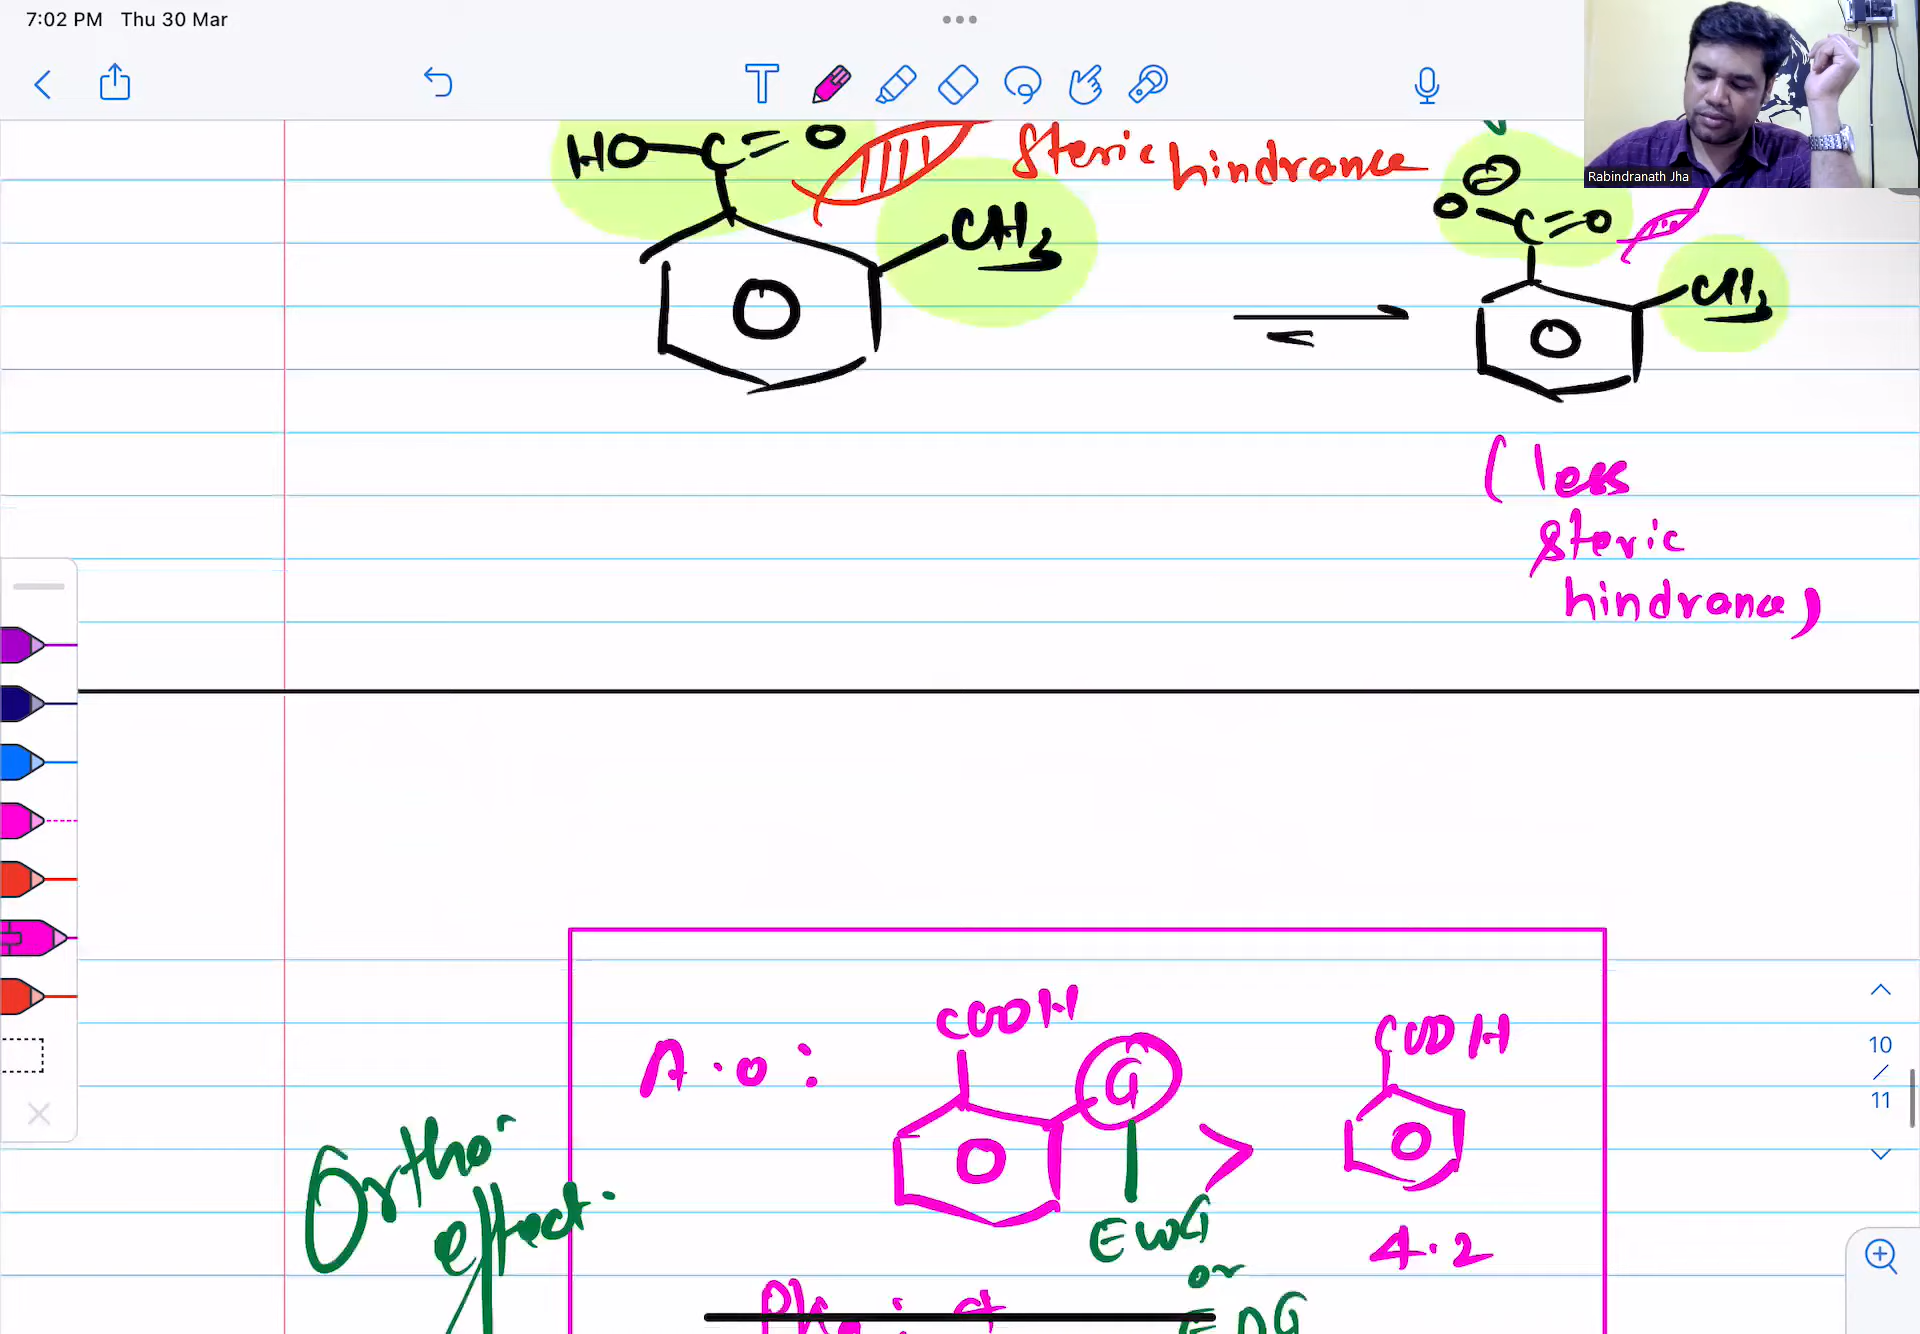 7:02 PM Thu 30 Mar
Rabindranath Jha
HO-C=O
Steric hindrance
CH3
⊖
O-C=O
CH3
(less
steric
hindrance)
A.O:
COOH
G
>
COOH
Ortho
effect
EWG
or
EDG
4.2
10
/
11